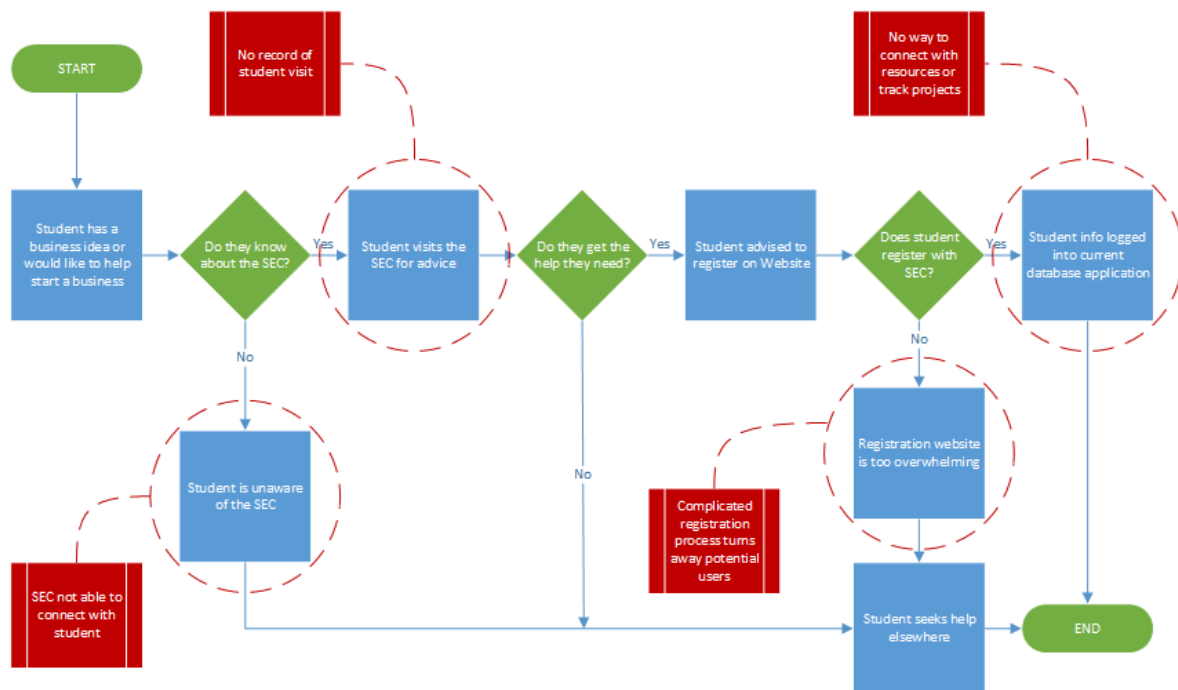 START
No record of
student visit
No way to
connect with
resources or
track projects
Student has a
business idea or
would like to help
start a business
Do they know
about the SEC?
Yes
Student visits the
SEC for advice
Do they get the
help they need?
Yes
Student advised to
register on Website
Does student
register with
SEC?
Yes
Student info logged
into current
database application
No
No
No
Student is unaware
of the SEC
Registration website
is too overwhelming
Complicated
registration
process turns
away potential
users
SEC not able to
connect with
student
Student seeks help
elsewhere
END